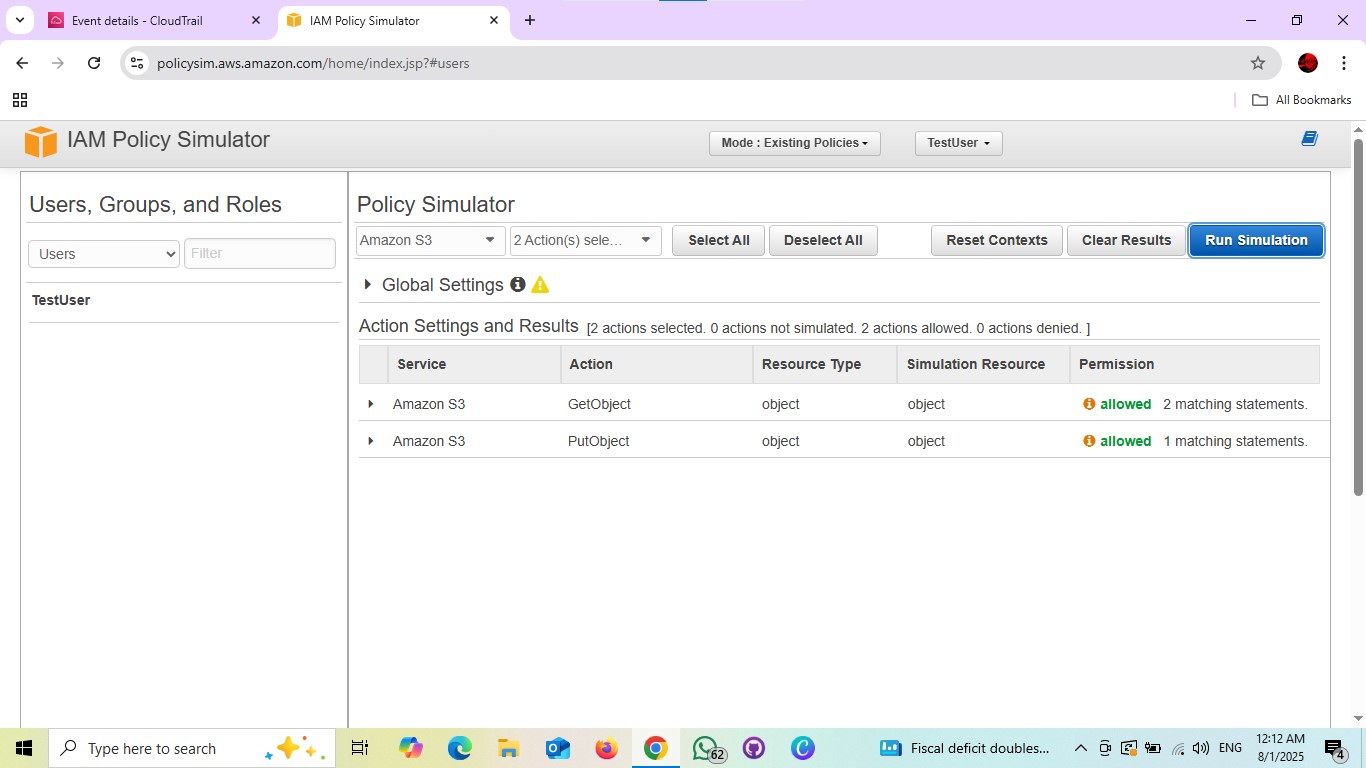 Event details - CloudTrail
IAM Policy Simulator
policysim.aws.amazon.com/home/index.jsp?#users
All Bookmarks
IAM Policy Simulator
Mode : Existing Policies
TestUser
Users, Groups, and Roles
Users
Filter
TestUser
Policy Simulator
Amazon S3
2 Action(s) sele...
Select All
Deselect All
Reset Contexts
Clear Results
Run Simulation
Global Settings
Action Settings and Results [2 actions selected. 0 actions not simulated. 2 actions allowed. 0 actions denied. ]
Service Action Resource Type Simulation Resource Permission
Amazon S3 GetObject object object allowed 2 matching statements.
Amazon S3 PutObject object object allowed 1 matching statements.
Type here to search
62
Fiscal deficit doubles...
ENG
12:12 AM
8/1/2025
4